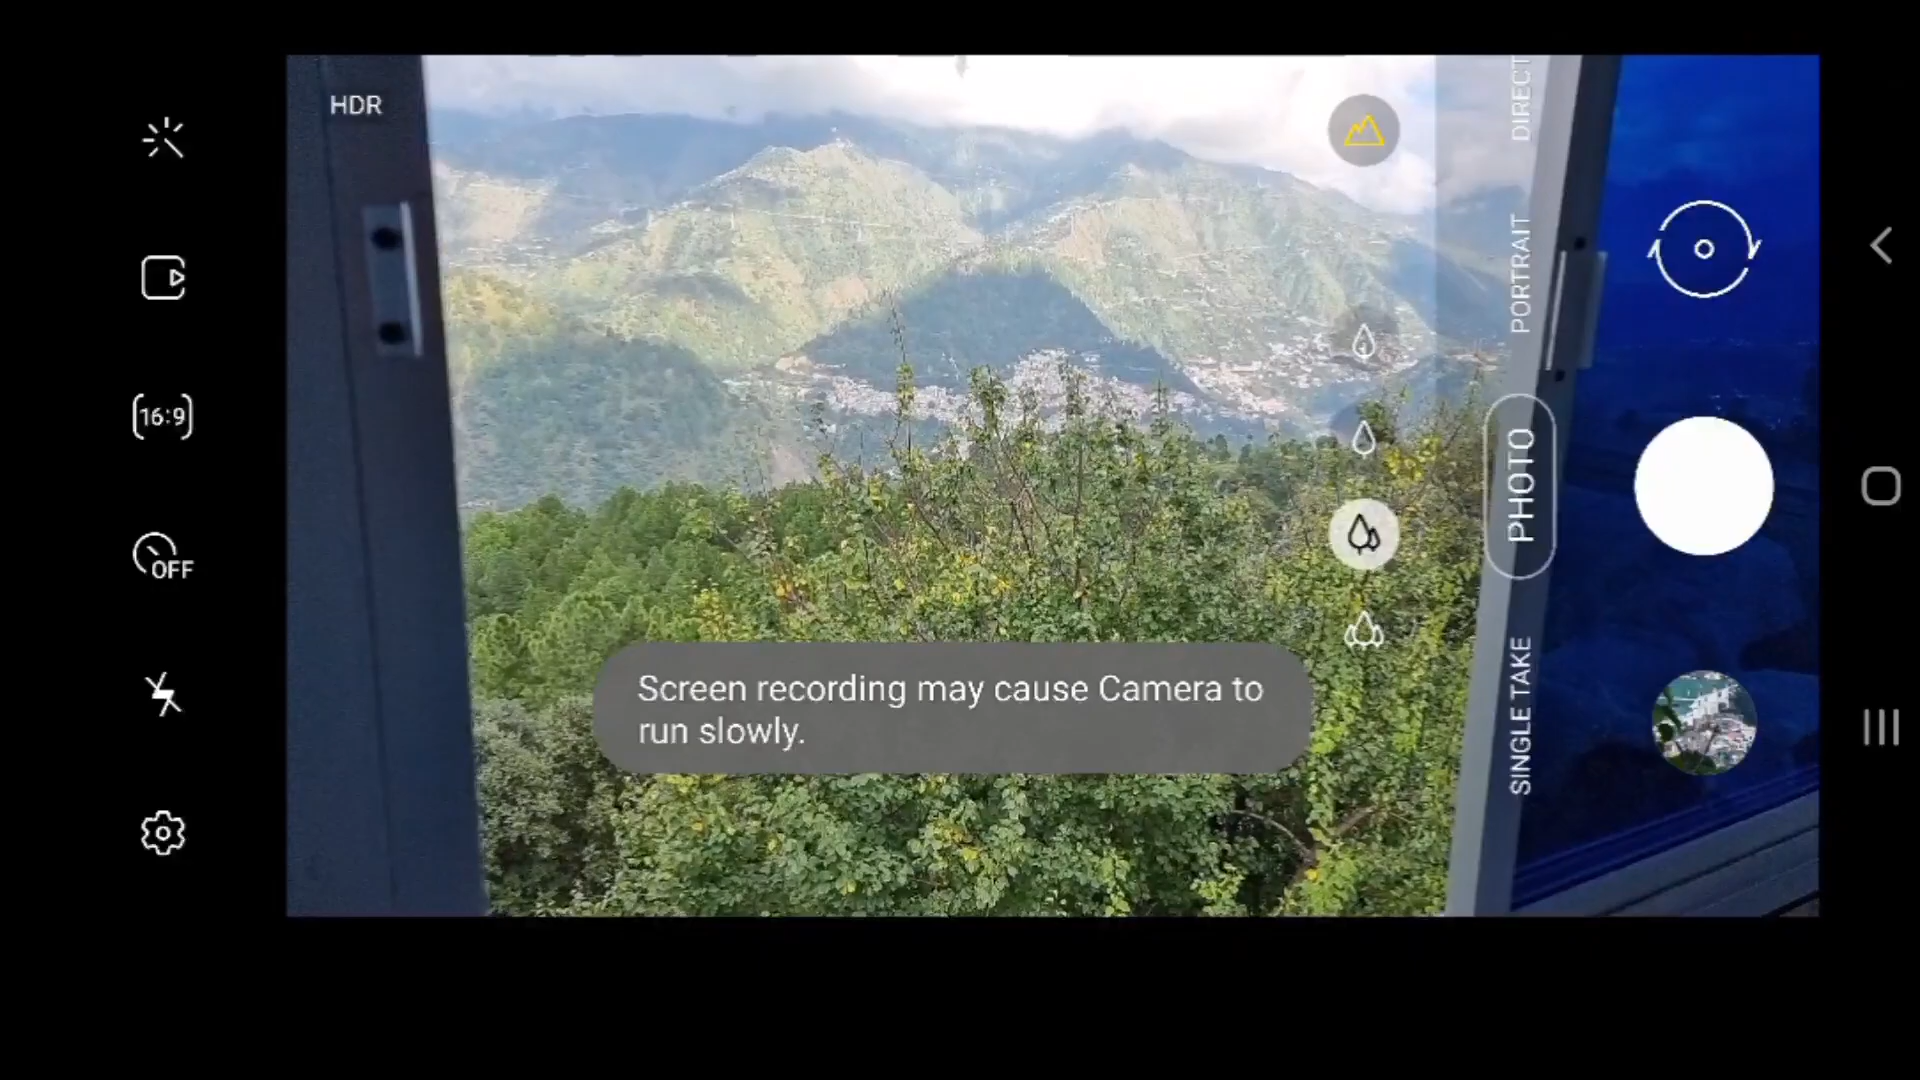 HDR
16:9
OFF
DIRECT
PORTRAIT
PHOTO
SINGLE TAKE
Screen recording may cause Camera to
run slowly.